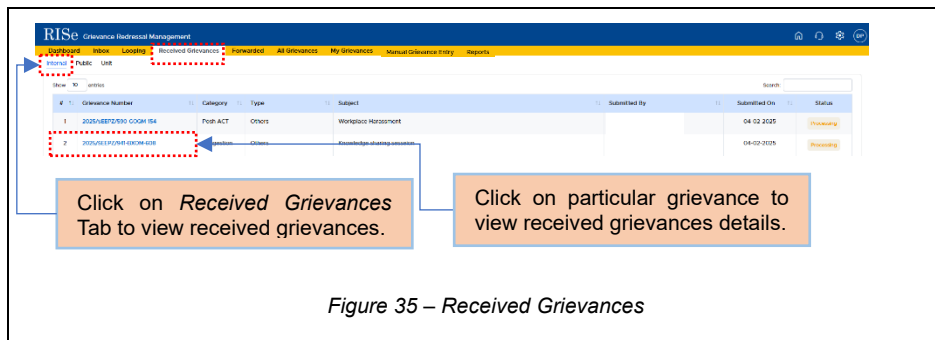 RISe Grievance Redressal Management
Dashboard Inbox Looping Received Grievances Forwarded All Grievances My Grievances Manual Grievance Entry Reports
Internal Public Unit
Show 10 entries Search:
# Grievance Number Category Type Subject Submitted By Submitted On Status
1 Posh ACT Others Workplace Harassment 04-02-2025 Processing
2 Others Knowledge sharing session 04-02-2025 Processing
Click on Received Grievances
Tab to view received grievances.
Click on particular grievance to
view received grievances details.
Figure 35 – Received Grievances